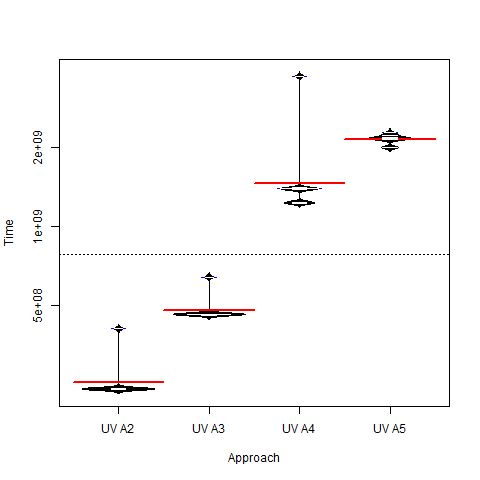 Time
2e+09
1e+09
5e+08
UV A2 UV A3 UV A4 UV A5
Approach